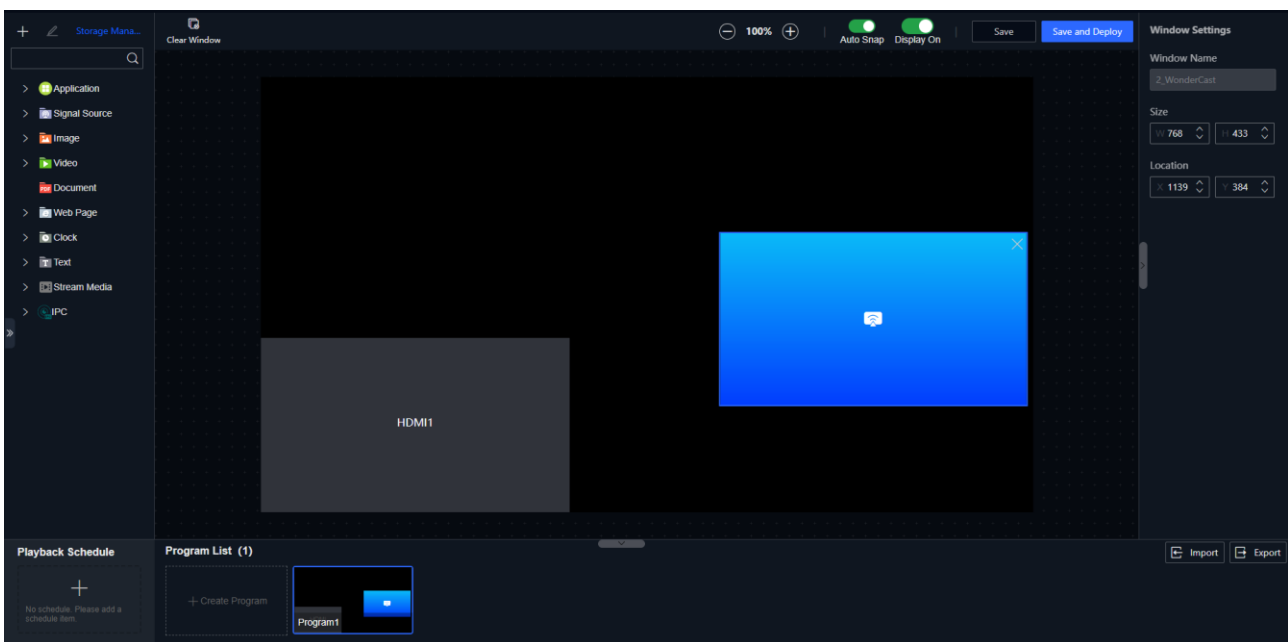 Storage Mana...
Clear Window
100%
Auto Snap
Display On
Save
Save and Deploy
Window Settings
Window Name
2_WonderCast
Size
W 768
H 433
Location
X 1139
Y 384
Application
Signal Source
Image
Video
PDF Document
Web Page
Clock
T Text
Stream Media
IPC
HDMI1
Playback Schedule
No schedule. Please add a
schedule item.
Program List (1)
+ Create Program
Program1
Import
Export